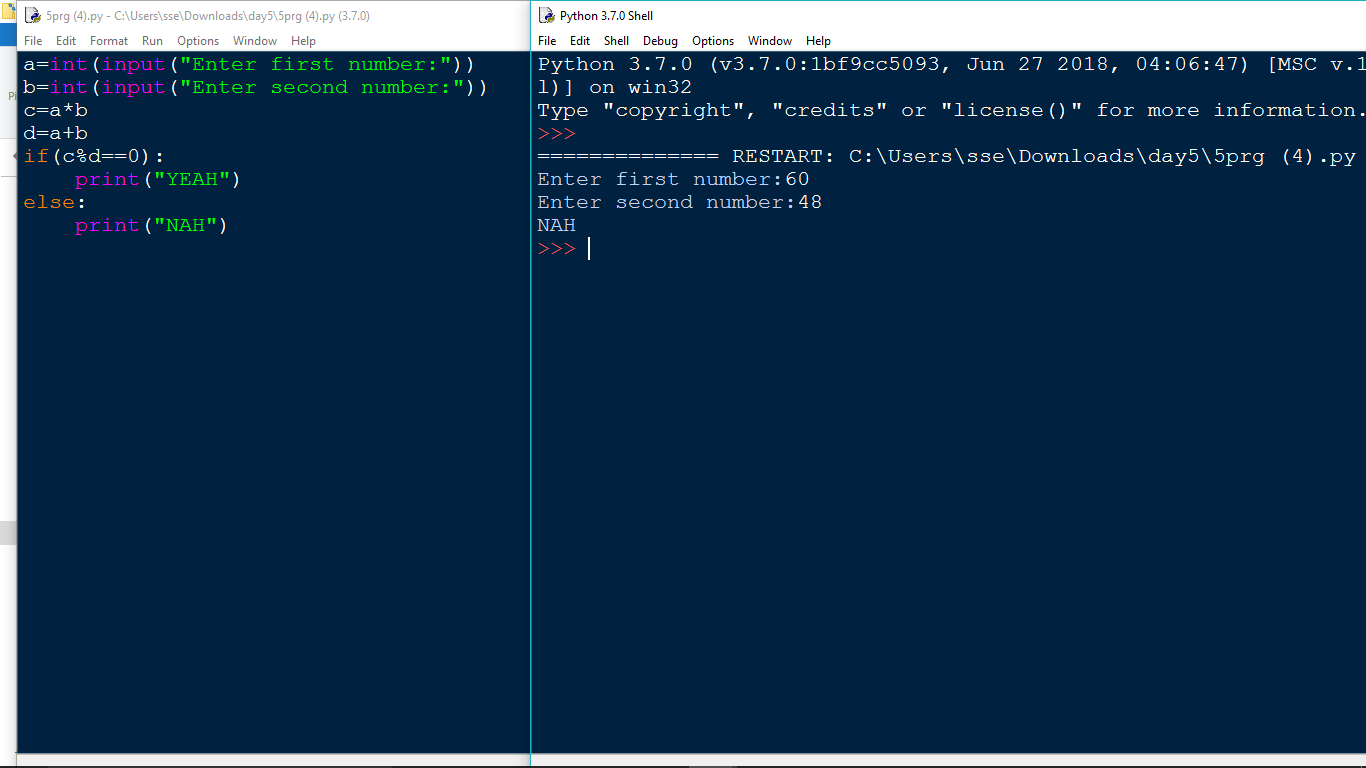 5prg (4).py - C:\Users\sse\Downloads\day5\5prg (4).py (3.7.0)
File Edit Format Run Options Window Help
a=int(input("Enter first number:"))
b=int(input("Enter second number:"))
c=a*b
d=a+b
if(c%d==0):
    print("YEAH")
else:
    print("NAH")
Python 3.7.0 Shell
File Edit Shell Debug Options Window Help
Python 3.7.0 (v3.7.0:1bf9cc5093, Jun 27 2018, 04:06:47) [MSC v.1
l)] on win32
Type "copyright", "credits" or "license()" for more information.
>>>
============== RESTART: C:\Users\sse\Downloads\day5\5prg (4).py
Enter first number:60
Enter second number:48
NAH
>>>